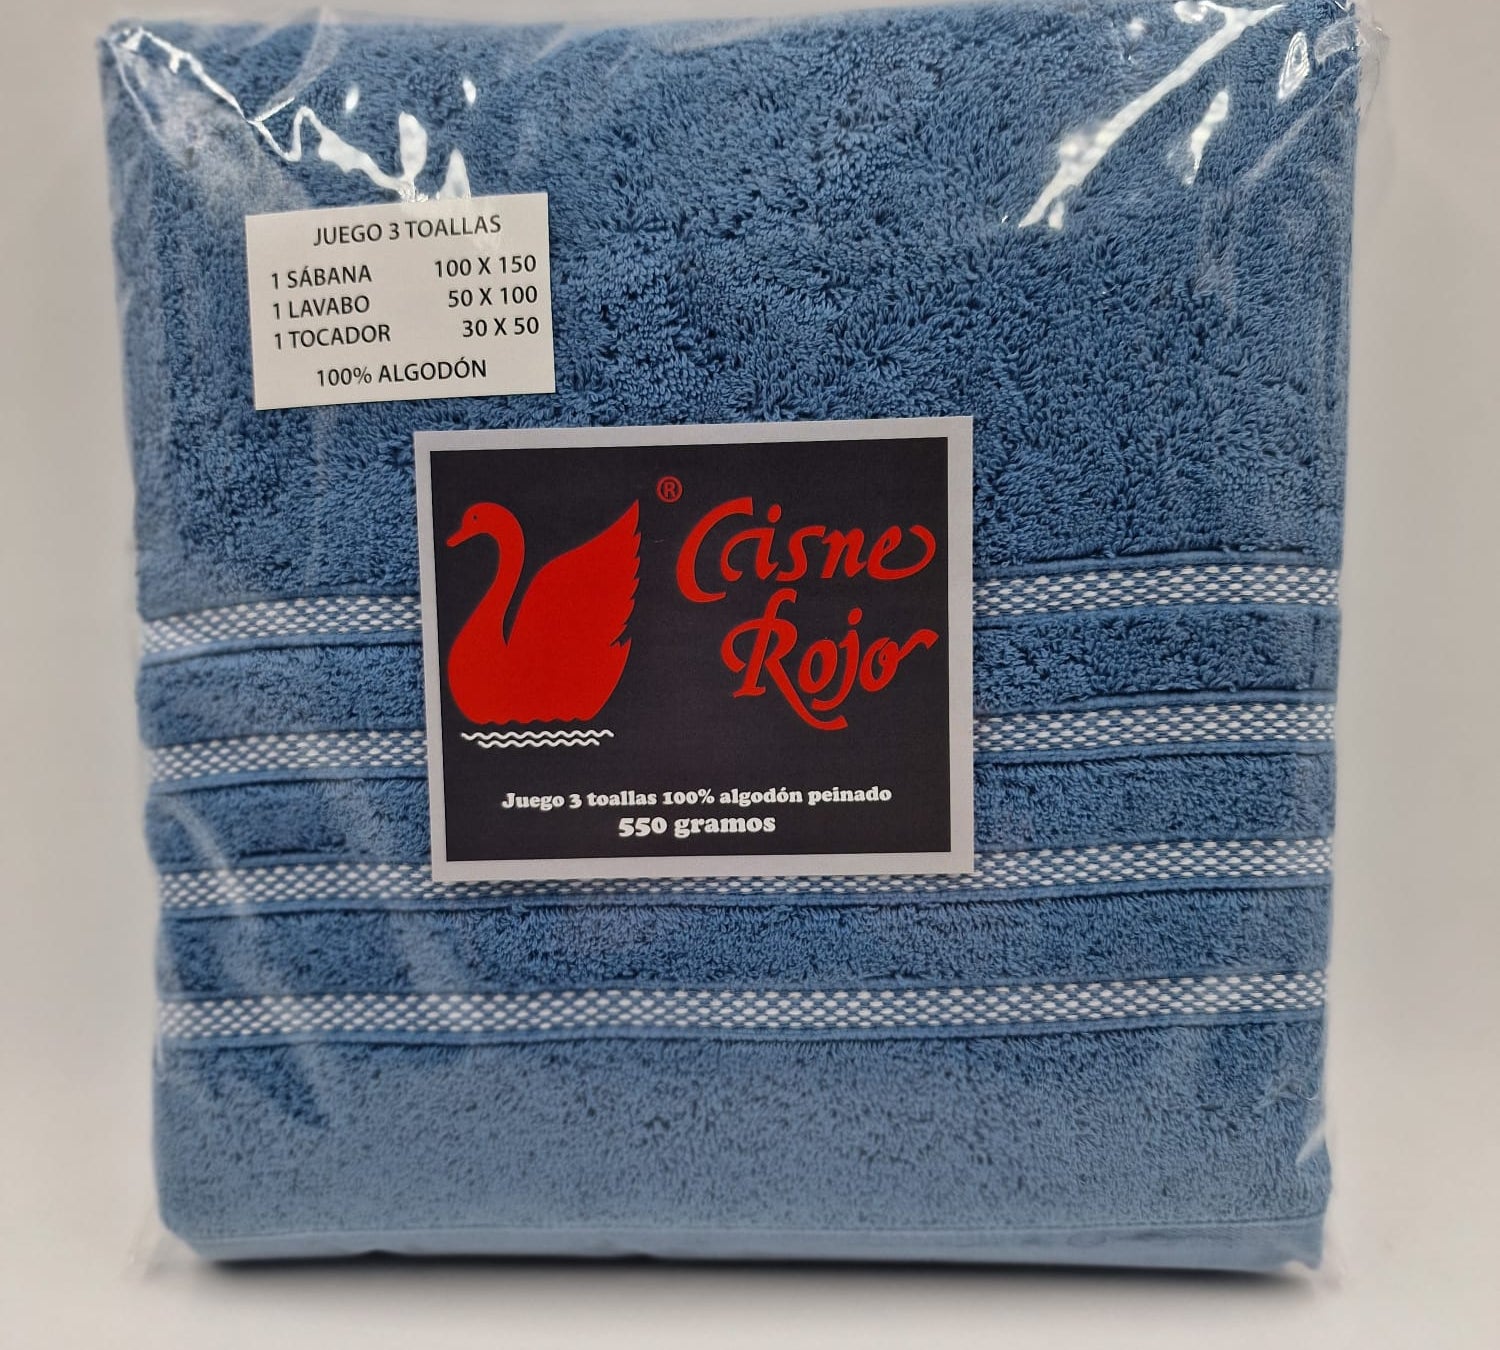 JUEGO 3 TOALLAS
1 SÁBANA 100 X 150
1 LAVABO 50 X 100
1 TOCADOR 30 X 50
100% ALGODÓN
®
Cisne
Rojo
Juego 3 toallas 100% algodón peinado
550 gramos